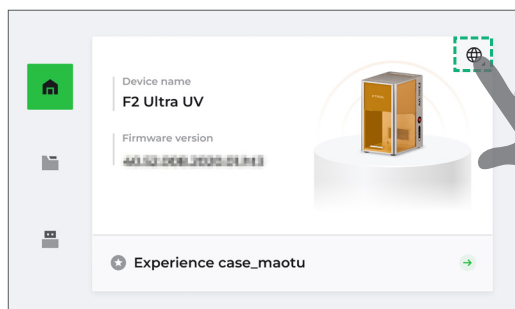 Device name
F2 Ultra UV
Firmware version
Experience case_maotu